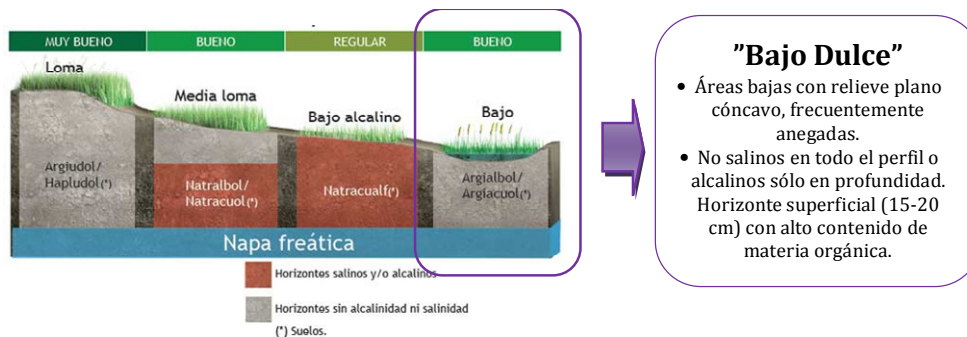 MUY BUENO
BUENO
REGULAR
BUENO
Loma
Media loma
Bajo alcalino
Bajo
Argiudol/
Hapludol(*)
Natralbol/
Natracuol(*)
Natracualf(*)
Argialbol/
Argiacuol(*)
Napa freática
Horizontes salinos y/o alcalinos
Horizontes sin alcalinidad ni salinidad
(*) Suelos.
”Bajo Dulce”
• Áreas bajas con relieve plano
cóncavo, frecuentemente
anegadas.
• No salinos en todo el perfil o
alcalinos sólo en profundidad.
Horizonte superficial (15-20
cm) con alto contenido de
materia orgánica.